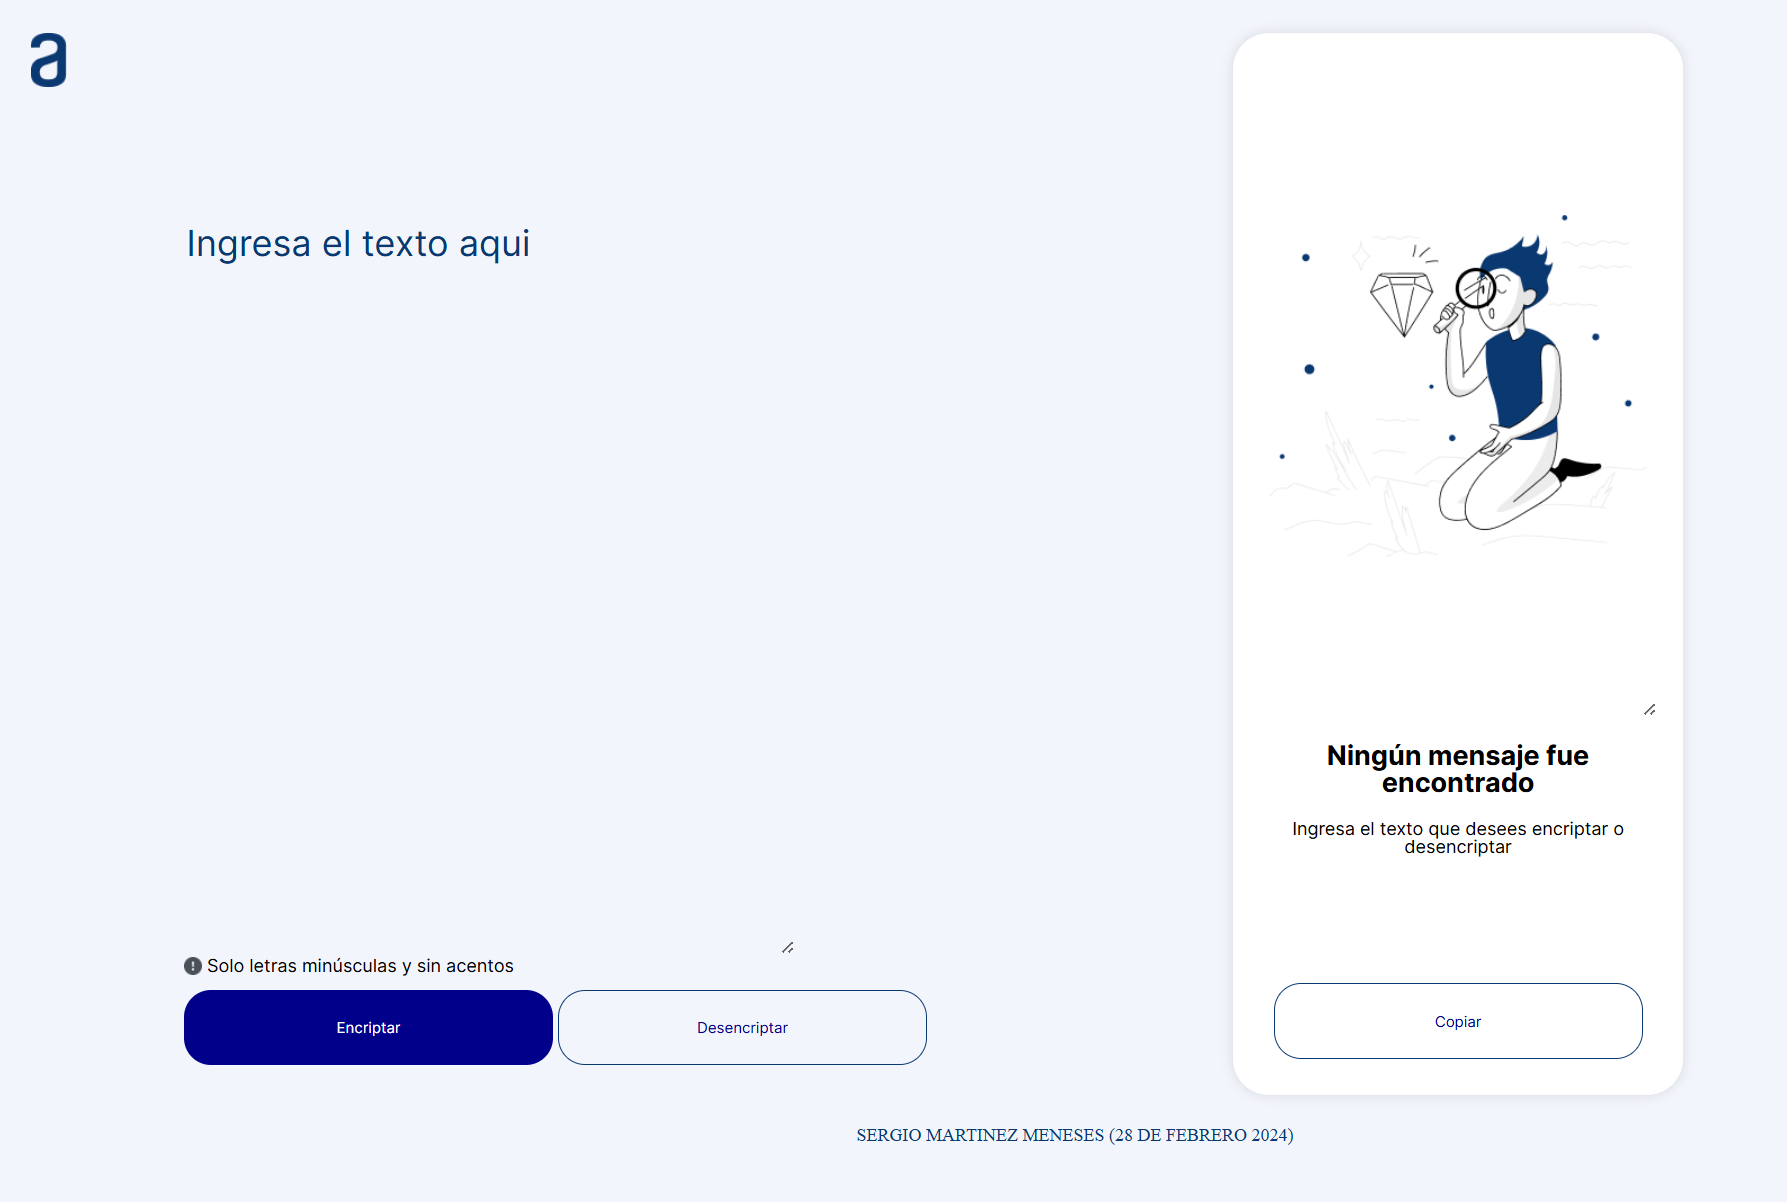 a
Ingresa el texto aqui
Ningún mensaje fue
encontrado
Ingresa el texto que desees encriptar o
desencriptar
Solo letras minúsculas y sin acentos
Encriptar
Desencriptar
Copiar
SERGIO MARTINEZ MENESES (28 DE FEBRERO 2024)